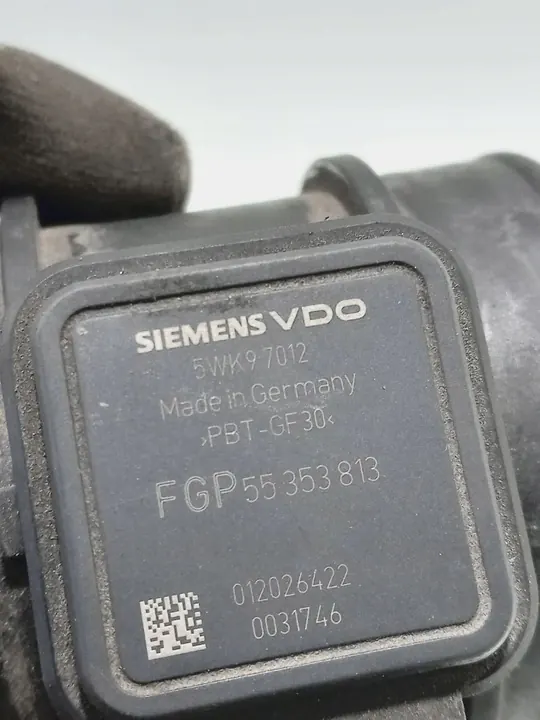 SIEMENS VDO
5WK9 7012
Made in Germany
>PBT-GF30<
FGP 55 353 813
012026422
0031746